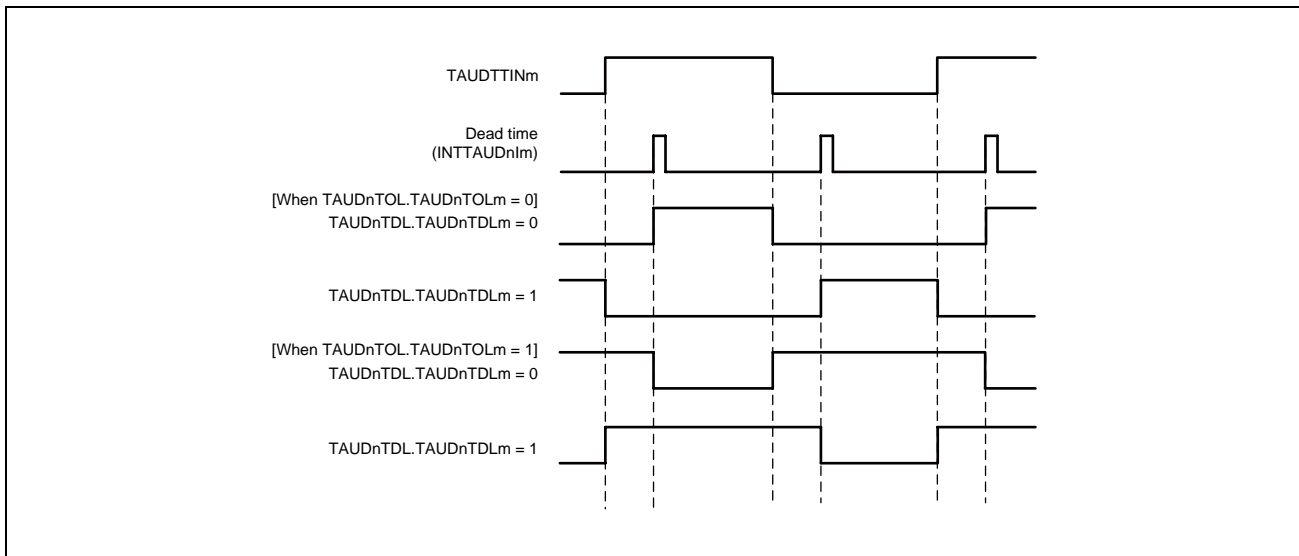 TAUDTTINm
Dead time
(INTTAUDnIm)
[When TAUDnTOL.TAUDnTOLm = 0]
TAUDnTDL.TAUDnTDLm = 0
TAUDnTDL.TAUDnTDLm = 1
[When TAUDnTOL.TAUDnTOLm = 1]
TAUDnTDL.TAUDnTDLm = 0
TAUDnTDL.TAUDnTDLm = 1